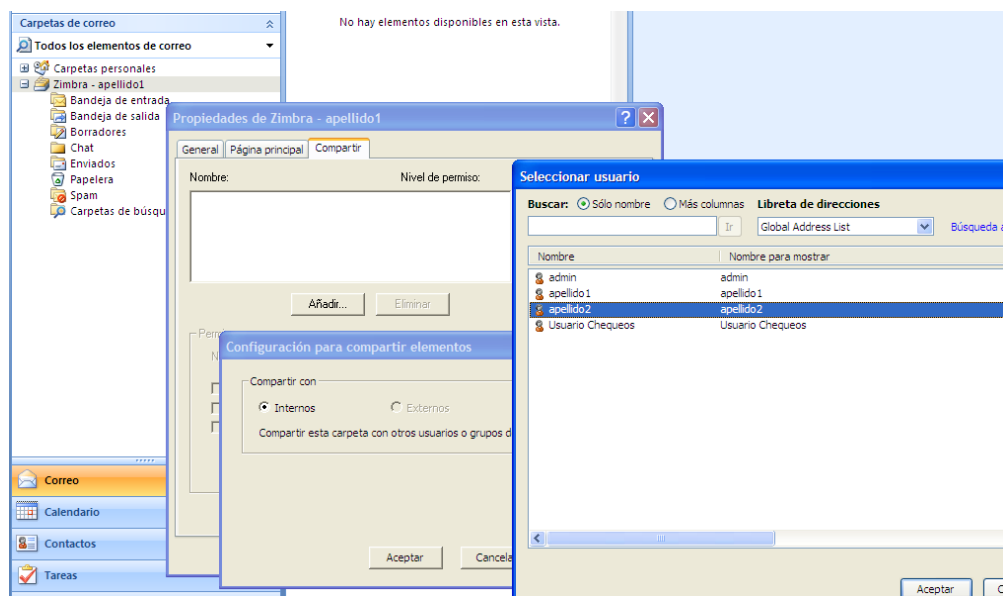 Carpetas de correo
Todos los elementos de correo
Carpetas personales
Zimbra - apellido1
Bandeja de entrada
Bandeja de salida
Borradores
Chat
Enviados
Papelera
Spam
Carpetas de búsqu
Correo
Calendario
Contactos
Tareas
No hay elementos disponibles en esta vista.
Propiedades de Zimbra - apellido1
General Página principal Compartir
Nombre: Nivel de permiso:
Añadir... Eliminar
Perm
N
Configuración para compartir elementos
Compartir con
Internos Externos
Compartir esta carpeta con otros usuarios o grupos d
Aceptar Cancela
Seleccionar usuario
Buscar: Sólo nombre Más columnas Libreta de direcciones
Ir Global Address List Búsqueda a
Nombre Nombre para mostrar
admin admin
apellido1 apellido1
apellido2 apellido2
Usuario Chequeos Usuario Chequeos
Aceptar C